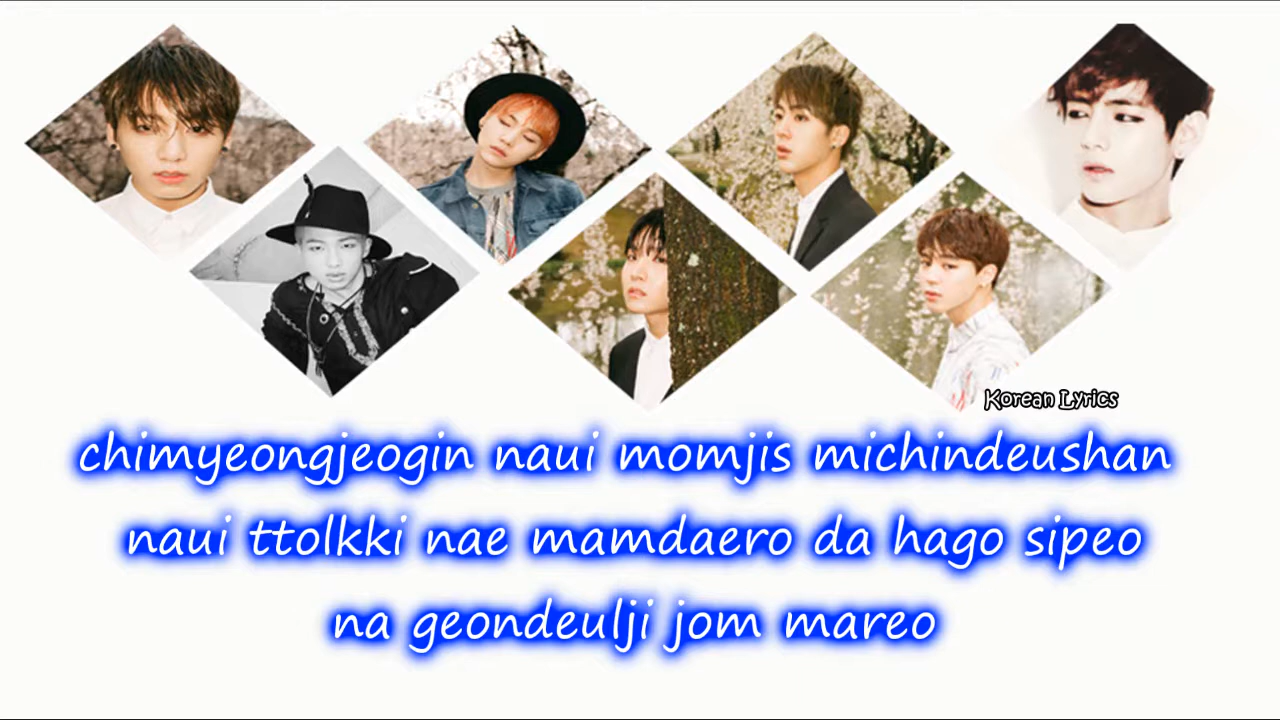 Korean Lyrics
chimyeongjeogin naui momjis michindeushan
naui ttolkki nae mamdaero da hago sipeo
na geondeulji jom mareo